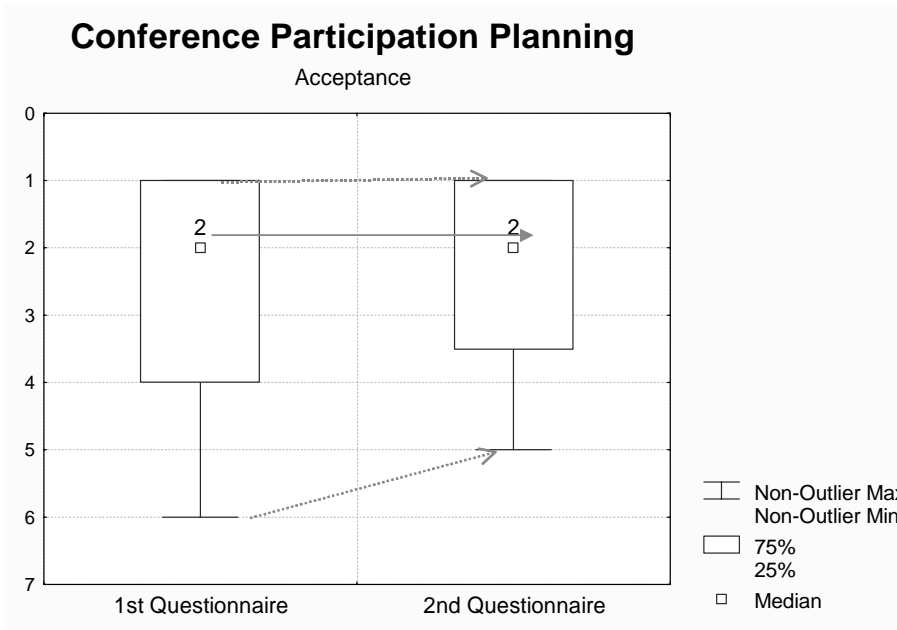 Conference Participation Planning
Acceptance
0
1
2
3
4
5
6
7
2
2
1st Questionnaire
2nd Questionnaire
Non-Outlier Max
Non-Outlier Min
75%
25%
Median